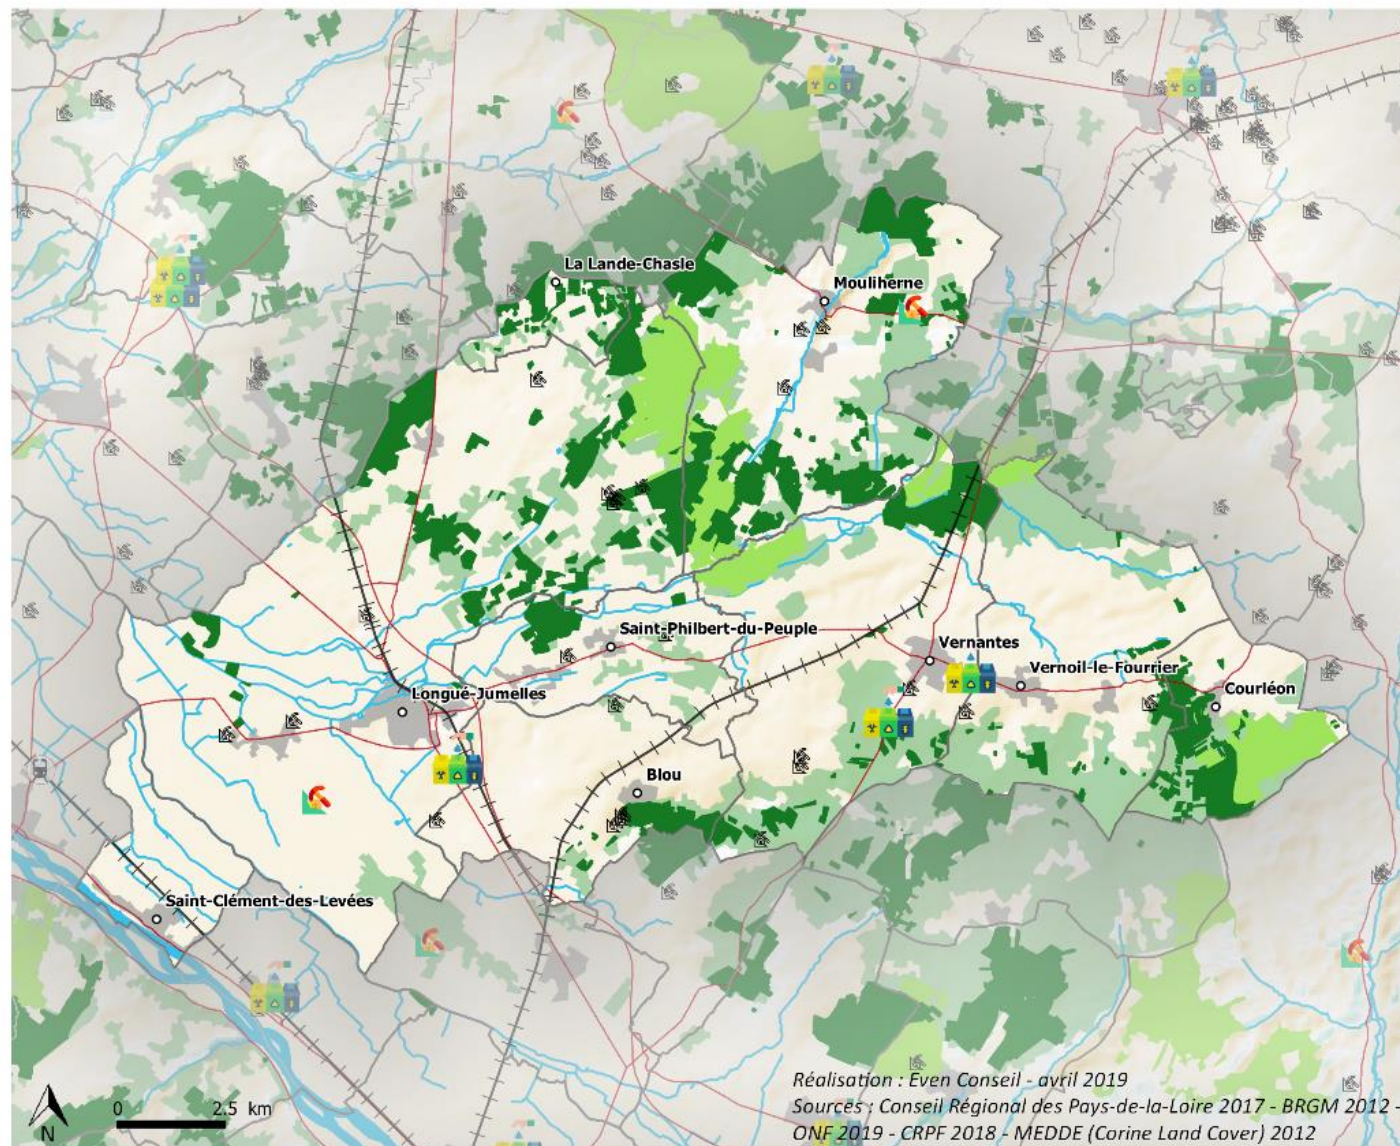 La Lande-Chasle
Mouliherne
Saint-Philbert-du-Peuple
Vernantes
Vernoil-le-Fourrier
Longué-Jumelles
Courléon
Blou
Saint-Clément-des-Levées
N
0 2.5 km
Réalisation : Even Conseil - avril 2019
Sources : Conseil Régional des Pays-de-la-Loire 2017 - BRGM 2012 -
ONF 2019 - CRPF 2018 - MEDDE (Corine Land Cover) 2012